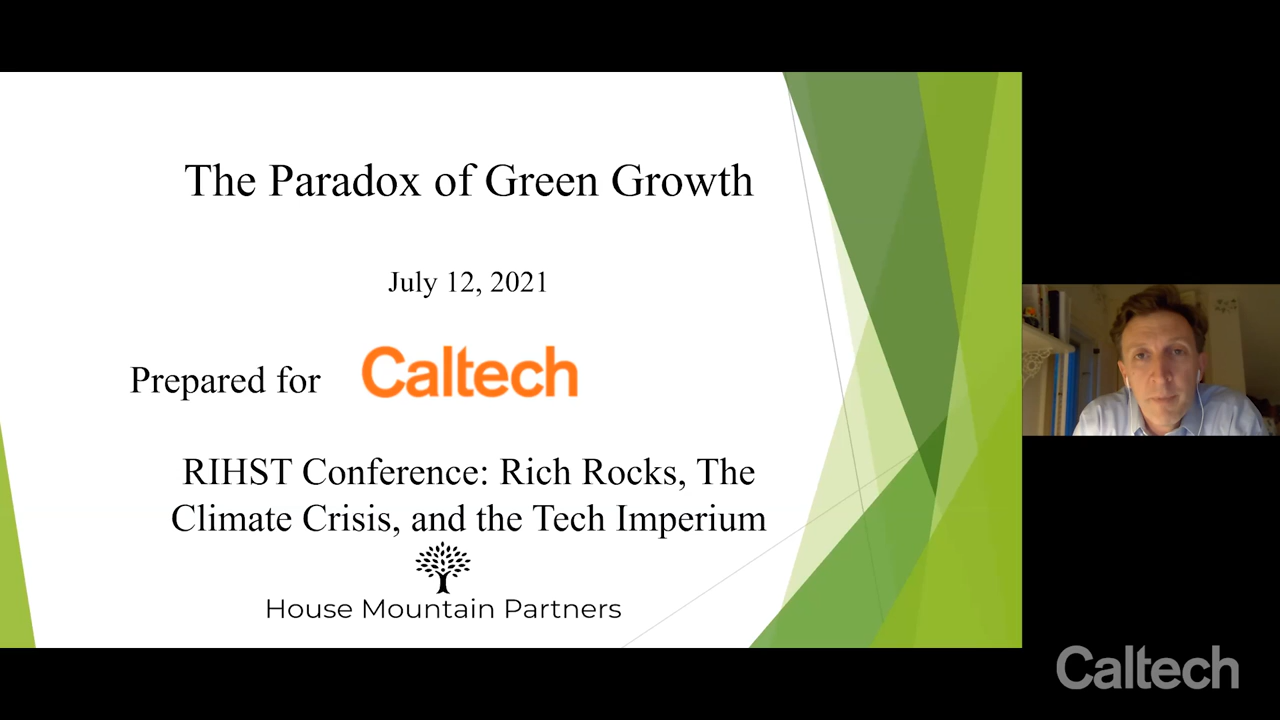 The Paradox of Green Growth
July 12, 2021
Prepared for Caltech
RIHST Conference: Rich Rocks, The
Climate Crisis, and the Tech Imperium
House Mountain Partners
Caltech